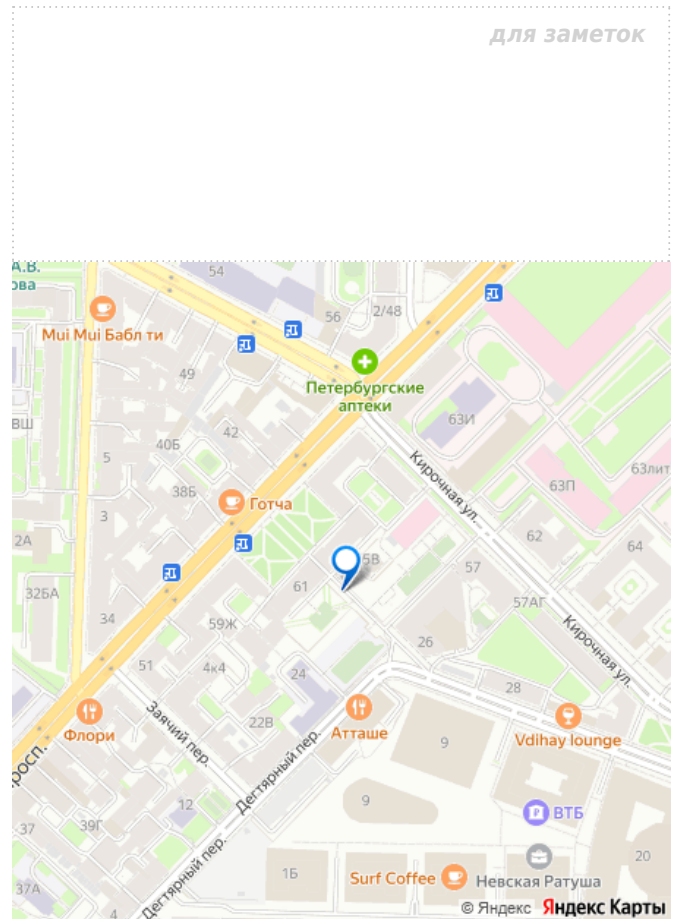 для заметок
А.В.
ова
54
2/48
56
Mui Mui Бабл ти
Петербургские
аптеки
49
ВШ
42
40Б
63И
5
Кирочная ул.
63лит
38Б
63П
Готча
3
62
2А
64
5В
57
32БА
61
57АГ
34
59Ж
26
Кирочная ул.
51
4к4
24
28
Заячий пер.
22В
Флори
Атташе
9
Vdihay lounge
росп.
Дегтярный пер.
12
9
ВТБ
37
39Г
20
1Б
Surf Coffee
Невская Ратуша
37А
Дегтярный пер.
© Яндекс Яндекс Карты